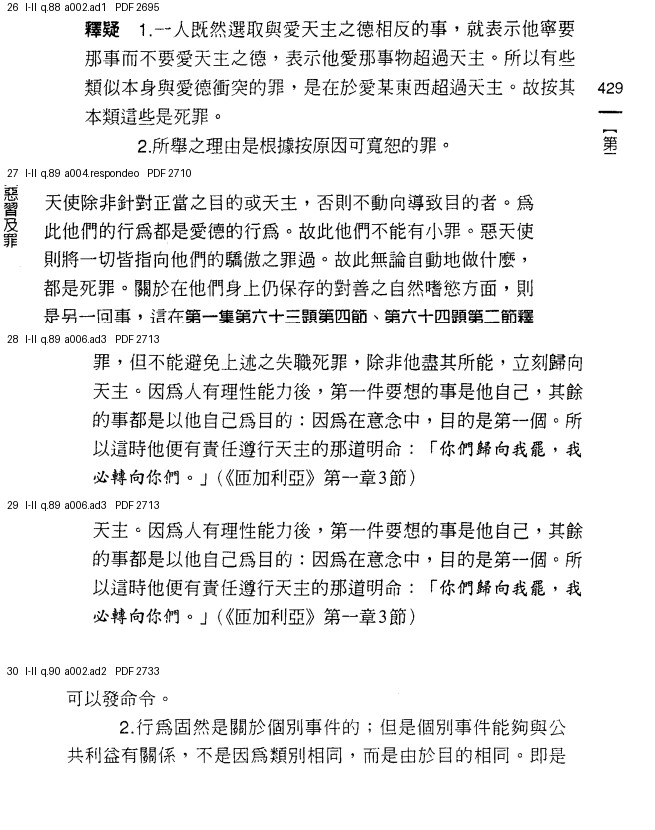 26 I-II q.88 a002.ad1 PDF 2695
釋疑 1.一人既然選取與愛天主之德相反的事，就表示他寧要
那事而不要愛天主之德，表示他愛那事物超過天主。所以有些
類似本身與愛德衝突的罪，是在於愛某東西超過天主。故按其
本類這些是死罪。
2.所舉之理由是根據按原因可寬恕的罪。
429
【第一
27 I-II q.89 a004.respondeo PDF 2710
惡習及罪
天使除非針對正當之目的或天主，否則不動向導致目的者。為
此他們的行為都是愛德的行為。故此他們不能有小罪。惡天使
則將一切皆指向他們的驕傲之罪過。故此無論自動地做什麼，
都是死罪。關於在他們身上仍保存的對善之自然嗜慾方面，則
是另一回事，這在第一集第六十三題第四節、第六十四題第二節釋
28 I-II q.89 a006.ad3 PDF 2713
罪，但不能避免上述之失職死罪，除非他盡其所能，立刻歸向
天主。因為人有理性能力後，第一件要想的事是他自己，其餘
的事都是以他自己為目的：因為在意念中，目的是第一個。所
以這時他便有責任遵行天主的那道明命：「你們歸向我罷，我
必轉向你們。」（《匝加利亞》第一章3節）
29 I-II q.89 a006.ad3 PDF 2713
天主。因為人有理性能力後，第一件要想的事是他自己，其餘
的事都是以他自己為目的：因為在意念中，目的是第一個。所
以這時他便有責任遵行天主的那道明命：「你們歸向我罷，我
必轉向你們。」（《匝加利亞》第一章3節）
30 I-II q.90 a002.ad2 PDF 2733
可以發命令。
2.行為固然是關於個別事件的；但是個別事件能夠與公
共利益有關係，不是因為類別相同，而是由於目的相同。即是